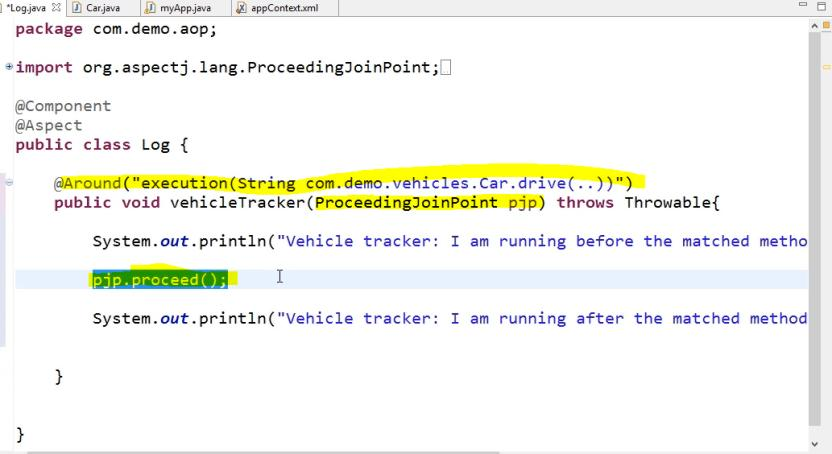 *Log.java Car.java myApp.java appContext.xml
package com.demo.aop;
import org.aspectj.lang.ProceedingJoinPoint;
@Component
@Aspect
public class Log {
@Around("execution(String com.demo.vehicles.Car.drive(..))")
public void vehicleTracker(ProceedingJoinPoint pjp) throws Throwable{
System.out.println("Vehicle tracker: I am running before the matched metho
pjp.proceed();
System.out.println("Vehicle tracker: I am running after the matched method
}
}